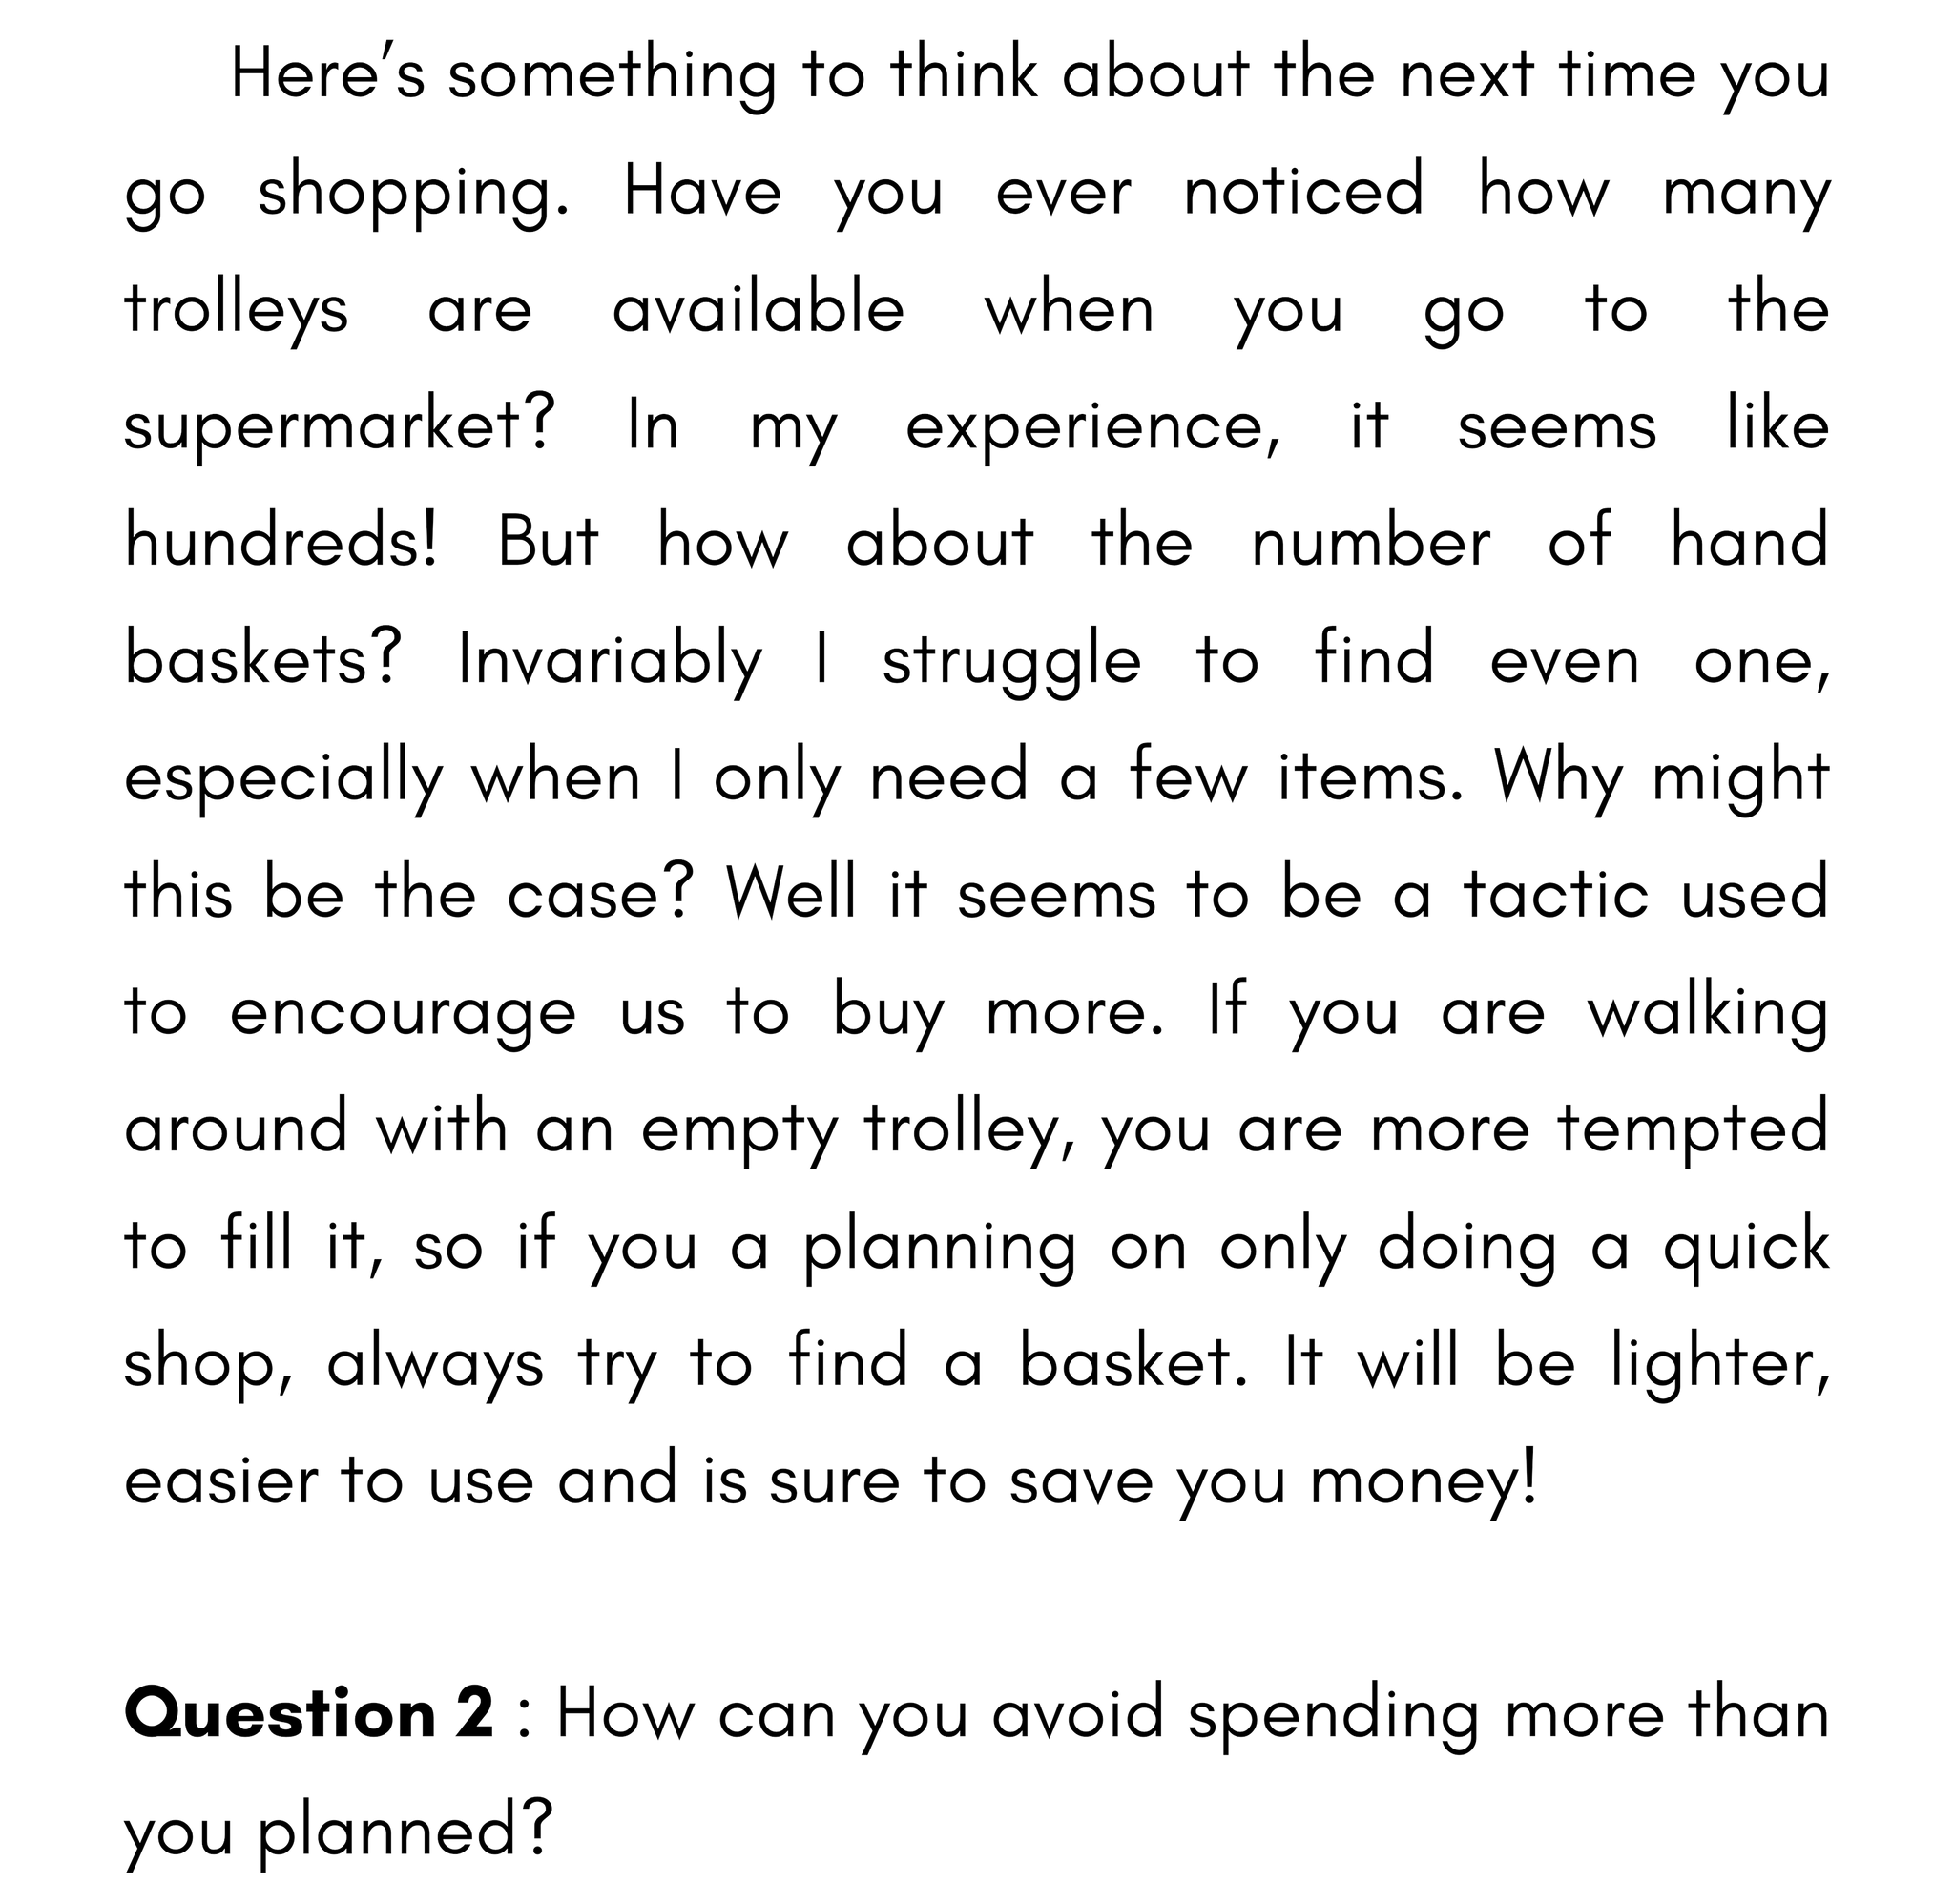 Here’s something to think about the next time you
go shopping. Have you ever noticed how many
trolleys are available when you go to the
supermarket? In my experience, it seems like
hundreds! But how about the number of hand
baskets? Invariably I struggle to find even one,
especially when I only need a few items. Why might
this be the case? Well it seems to be a tactic used
to encourage us to buy more. If you are walking
around with an empty trolley, you are more tempted
to fill it, so if you a planning on only doing a quick
shop, always try to find a basket. It will be lighter,
easier to use and is sure to save you money!
Question 2 : How can you avoid spending more than
you planned?